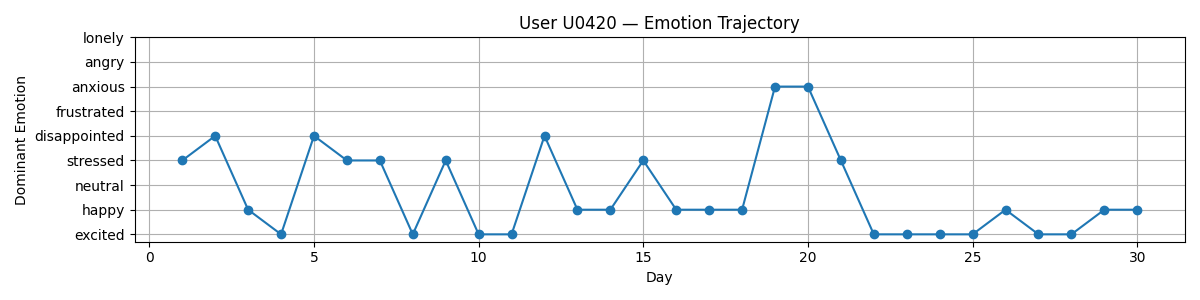 User U0420 — Emotion Trajectory
Dominant Emotion
lonely
angry
anxious
frustrated
disappointed
stressed
neutral
happy
excited
0 5 10 15 20 25 30
Day